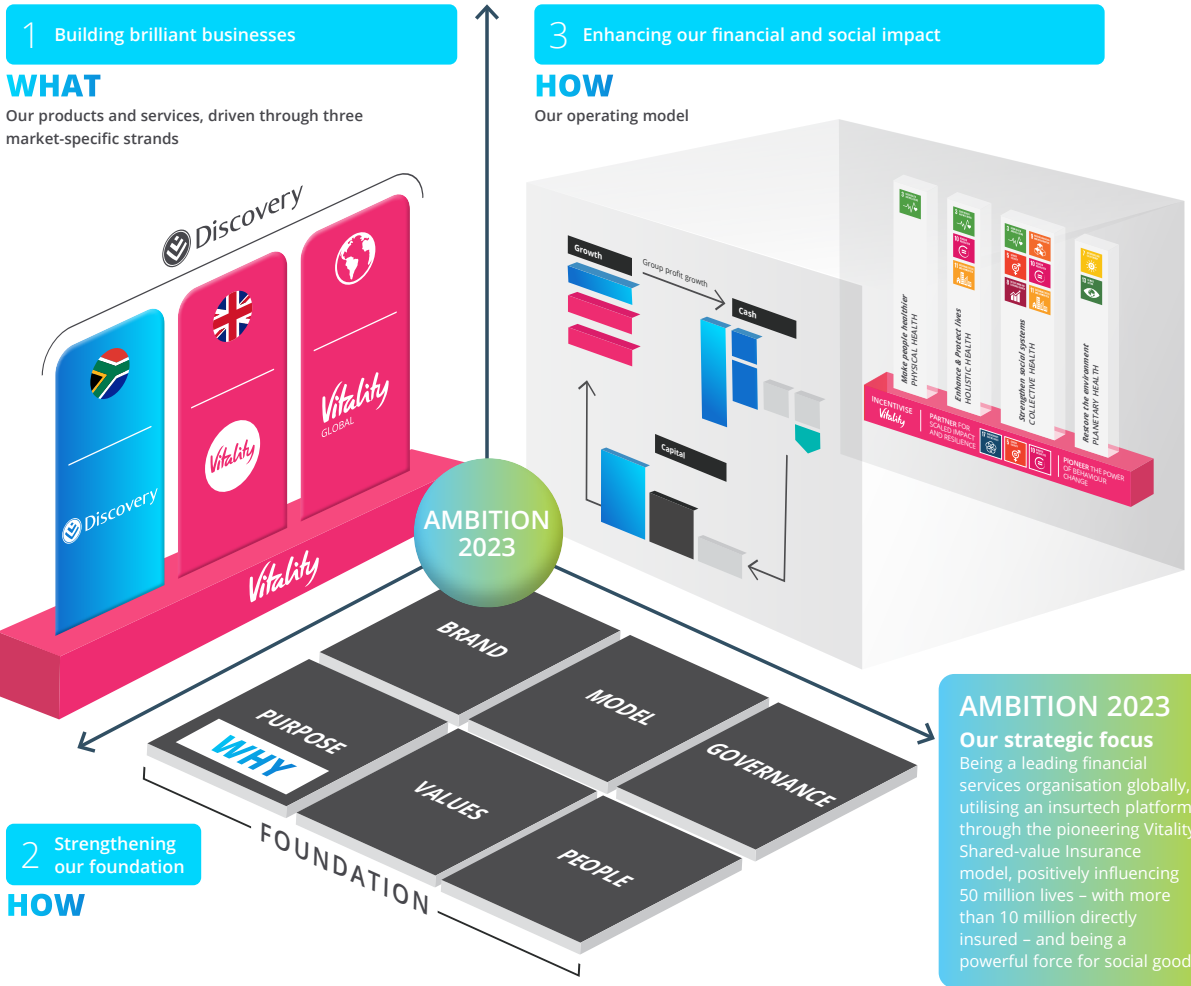 1 Building brilliant businesses
WHAT
Our products and services, driven through three
market-specific strands
Discovery
Discovery
Vitality
Vitality
GLOBAL
Vitality
3 Enhancing our financial and social impact
HOW
Our operating model
Growth
Group profit growth
Cash
Capital
Make people healthier
PHYSICAL HEALTH
Enhance & Protect lives
HOLISTIC HEALTH
Strengthen social systems
COLLECTIVE HEALTH
Restore the environment
PLANETARY HEALTH
INCENTIVISE
Vitality
PARTNER FOR
SCALED IMPACT
AND RESILIENCE
PIONEER THE POWER
OF BEHAVIOUR
CHANGE
AMBITION
2023
BRAND
MODEL
GOVERNANCE
PURPOSE
WHY
VALUES
PEOPLE
FOUNDATION
2 Strengthening
our foundation
HOW
AMBITION 2023
Our strategic focus
Being a leading financial
services organisation globally,
utilising an insurtech platform
through the pioneering Vitality
Shared-value Insurance
model, positively influencing
50 million lives – with more
than 10 million directly
insured – and being a
powerful force for social good